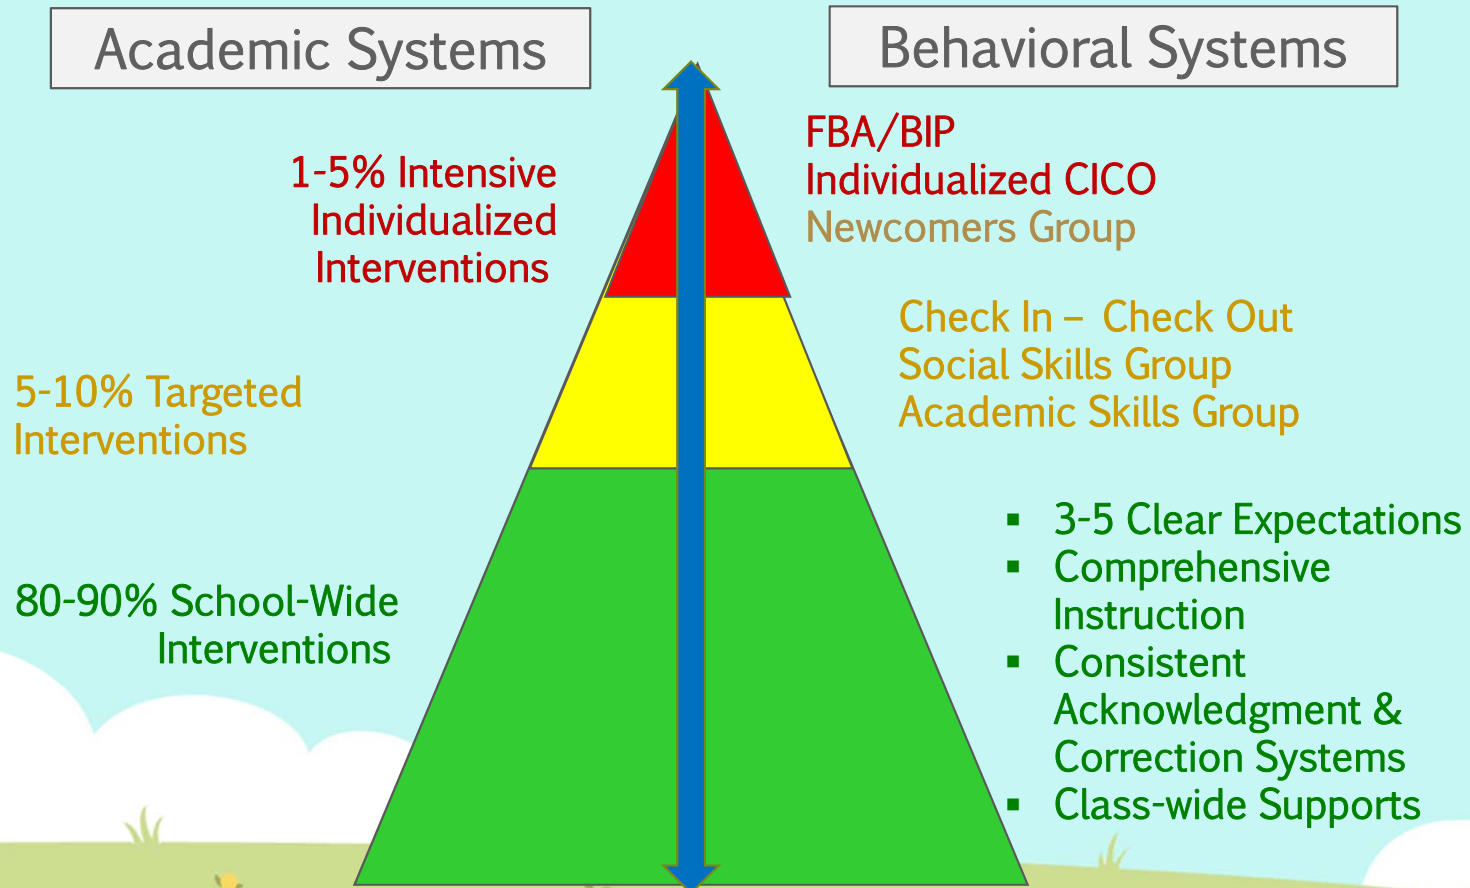 Academic Systems
Behavioral Systems
1-5% Intensive
Individualized
Interventions
FBA/BIP
Individualized CICO
Newcomers Group
5-10% Targeted
Interventions
Check In – Check Out
Social Skills Group
Academic Skills Group
80-90% School-Wide
Interventions
▪ 3-5 Clear Expectations
▪ Comprehensive
Instruction
▪ Consistent
Acknowledgment &
Correction Systems
▪ Class-wide Supports